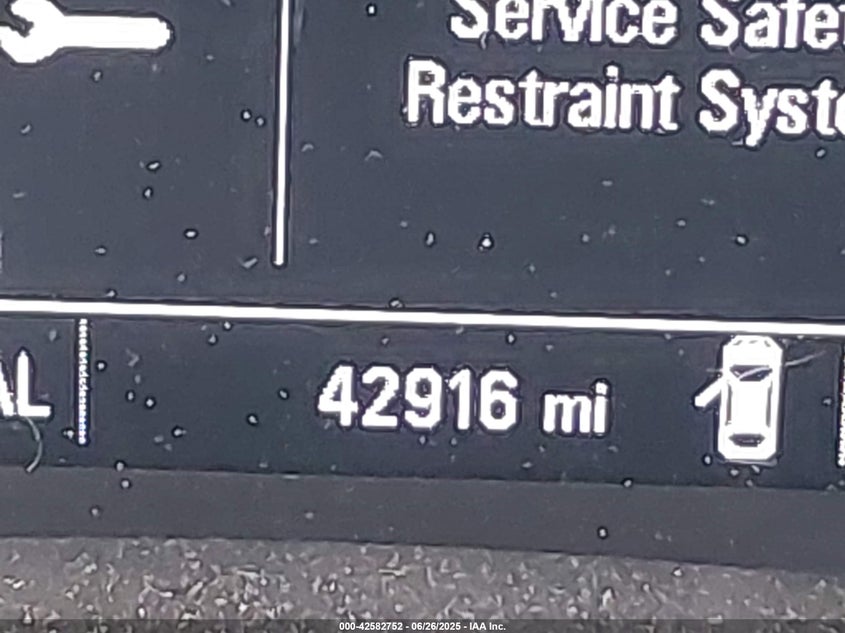 Service Safe
Restraint Syst
AL
42916 mi
000-42582752 - 06/26/2025 - IAA Inc.